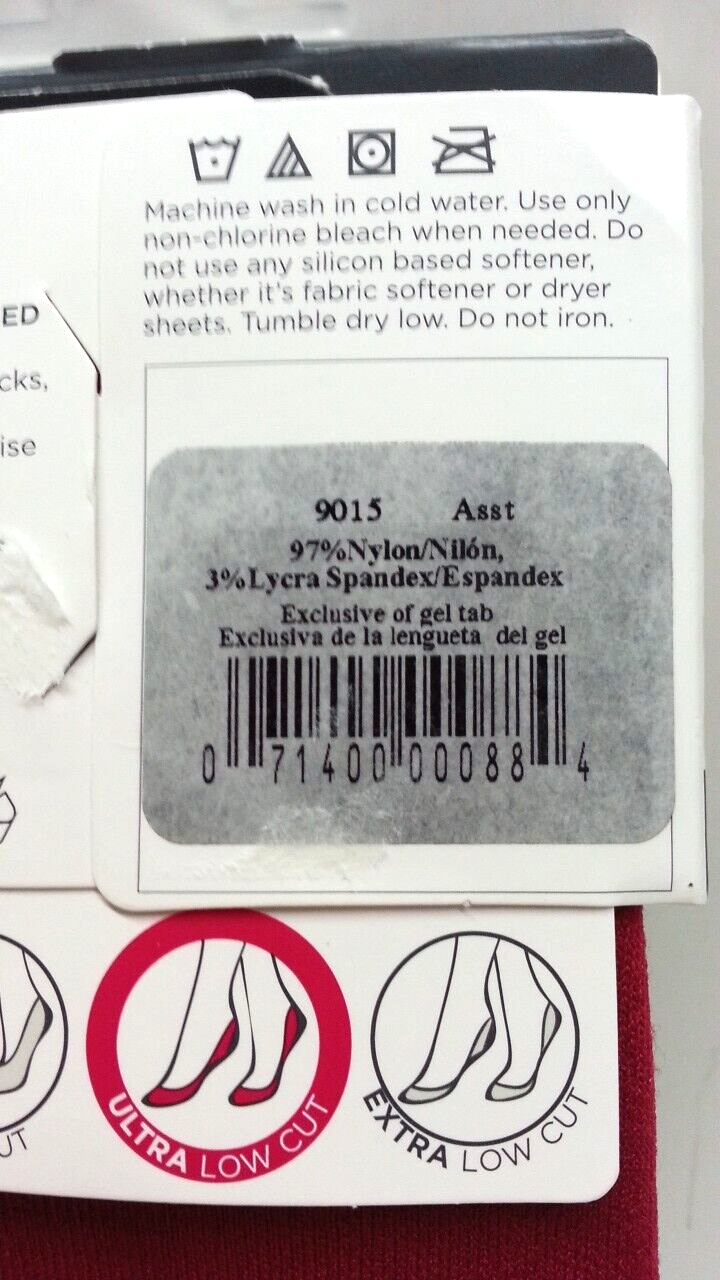 Machine wash in cold water. Use only
non-chlorine bleach when needed. Do
not use any silicon based softener,
whether it's fabric softener or dryer
sheets. Tumble dry low. Do not iron.
ED
cks,
ise
9015 Asst
97%Nylon/Nilón,
3%Lycra Spandex/Espandex
Exclusive of gel tab
Exclusiva de la lengueta del gel
0 71400 00088 4
UT
ULTRA LOW CUT
EXTRA LOW CUT